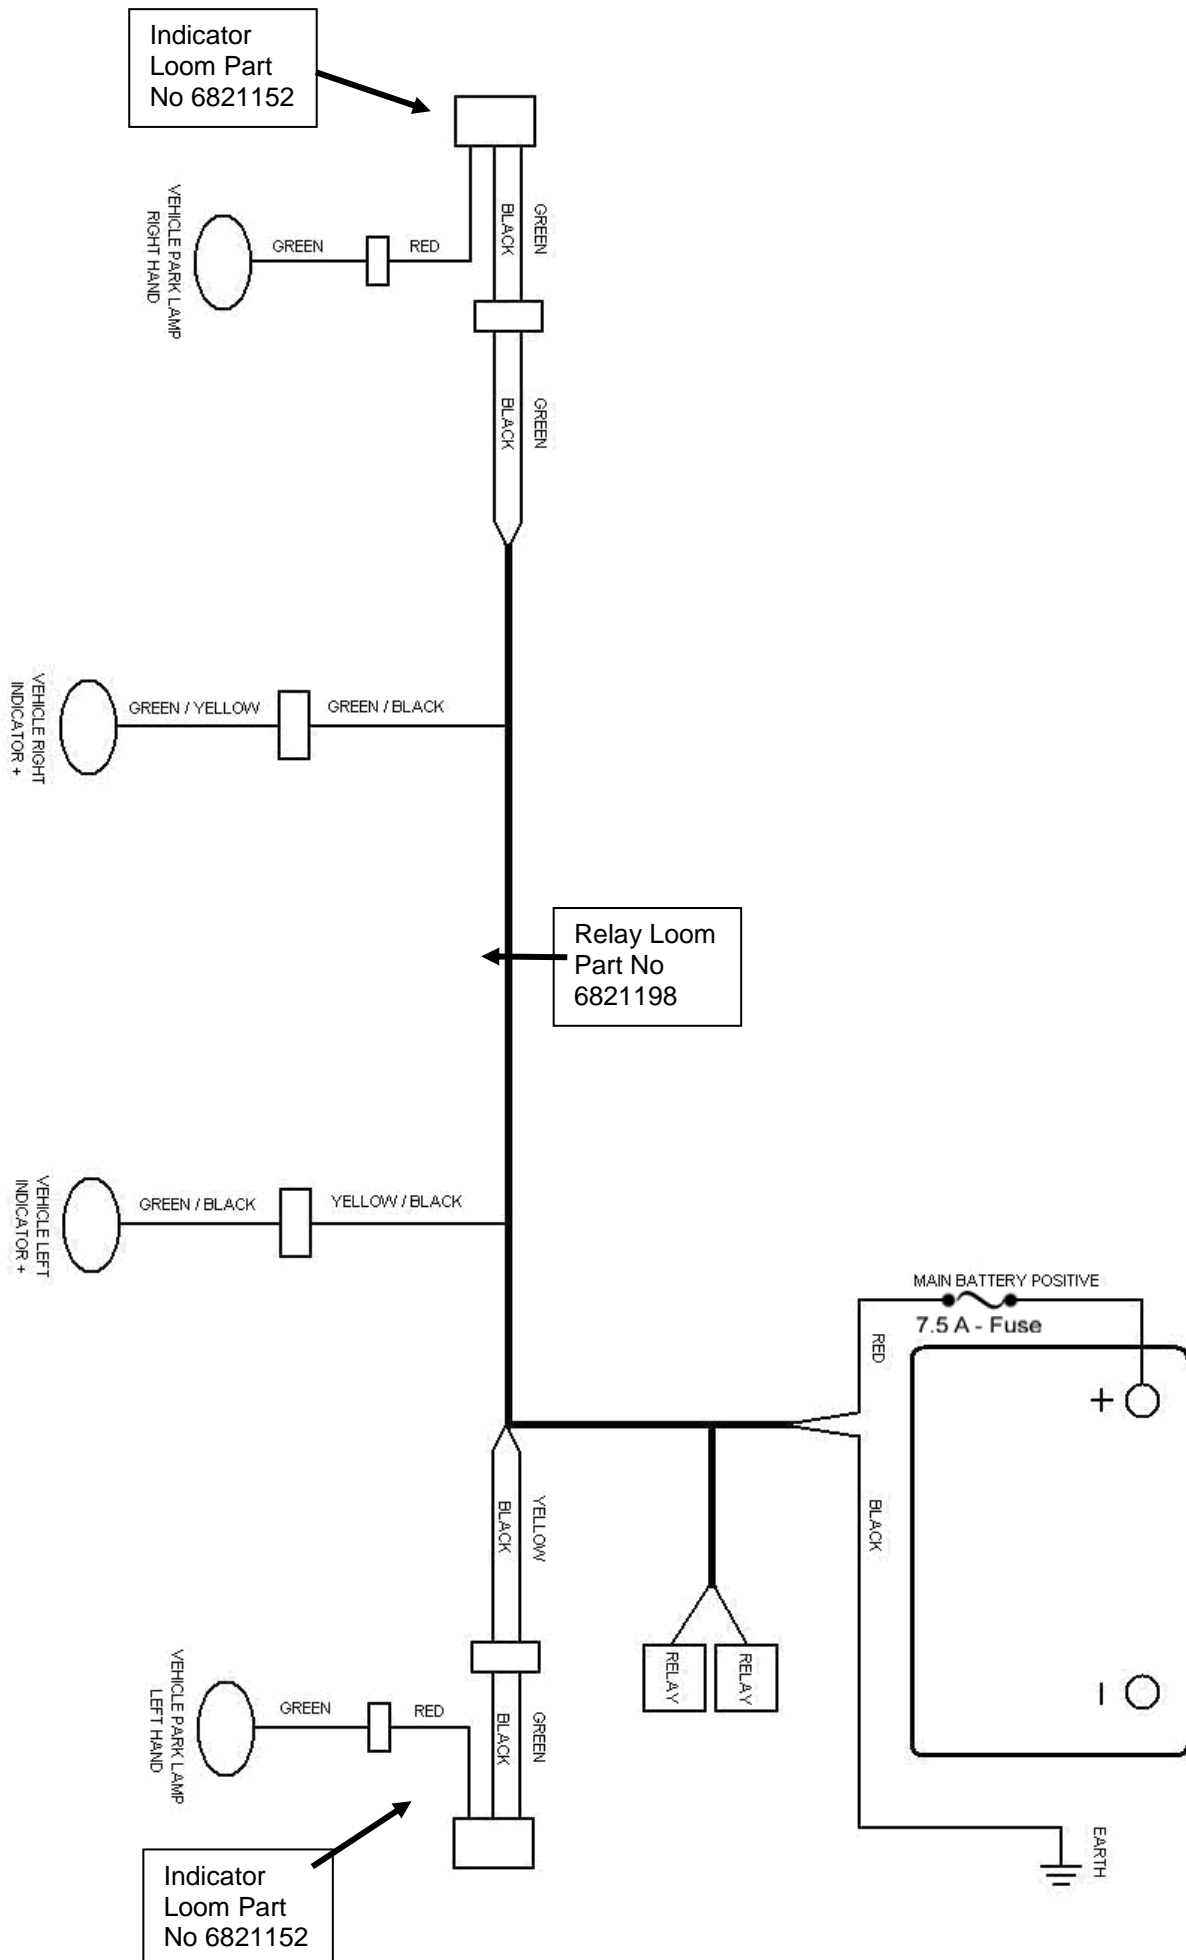 Indicator
Loom Part
No 6821152
VEHICLE PARK LAMP
RIGHT HAND
GREEN
RED
BLACK
GREEN
BLACK
GREEN
VEHICLE RIGHT
INDICATOR +
GREEN / YELLOW
GREEN / BLACK
Relay Loom
Part No
6821198
VEHICLE LEFT
INDICATOR +
GREEN / BLACK
YELLOW / BLACK
MAIN BATTERY POSITIVE
7.5 A - Fuse
RED
+
BLACK
-
EARTH
BLACK
YELLOW
RELAY
RELAY
VEHICLE PARK LAMP
LEFT HAND
GREEN
RED
BLACK
GREEN
Indicator
Loom Part
No 6821152